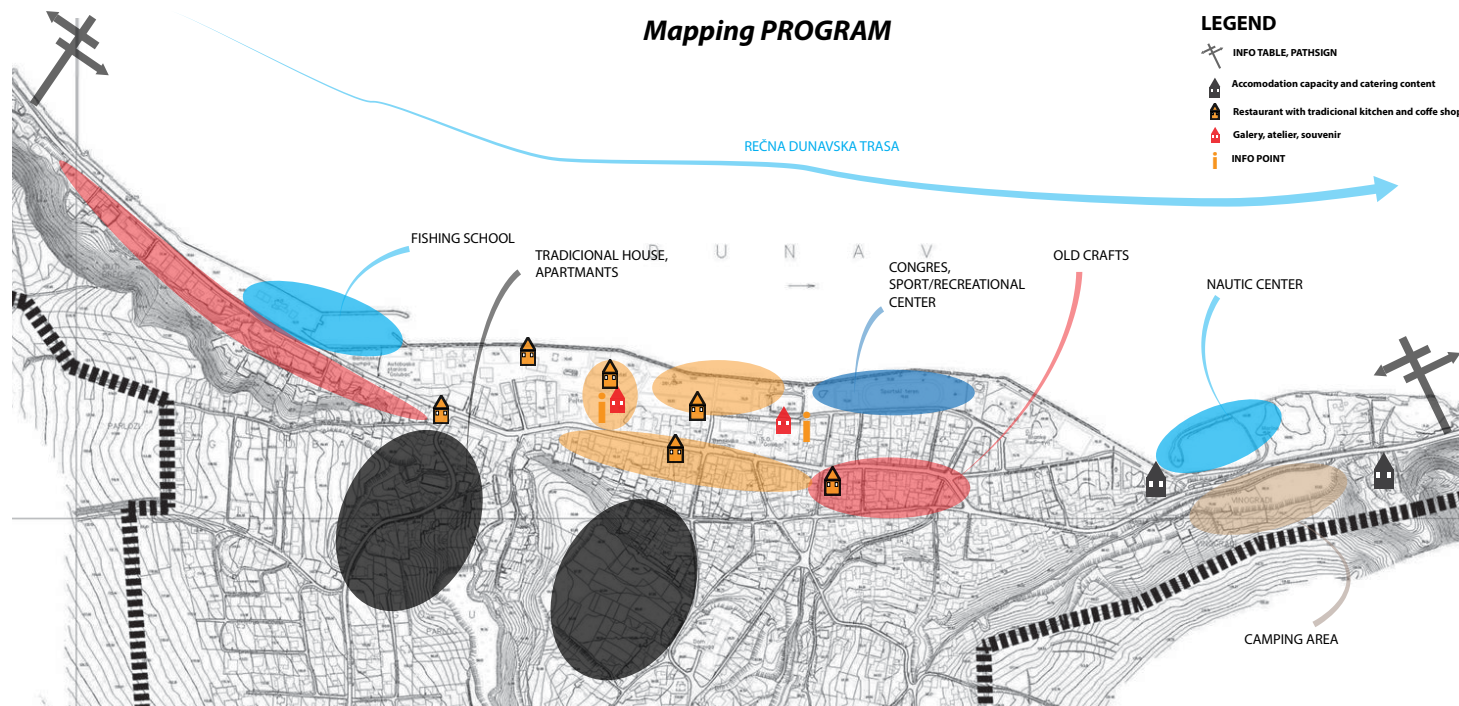 Mapping PROGRAM
LEGEND
INFO TABLE, PATHSIGN
Accomodation capacity and catering content
Restaurant with tradicional kitchen and coffe shop
Galery, atelier, souvenir
i INFO POINT
REČNA DUNAVSKA TRASA
FISHING SCHOOL
TRADICIONAL HOUSE,
APARTMANTS
D U N A V
CONGRES,
SPORT/RECREATIONAL
CENTER
OLD CRAFTS
NAUTIC CENTER
i
i
PARLOZI
VINOGRADI
CAMPING AREA